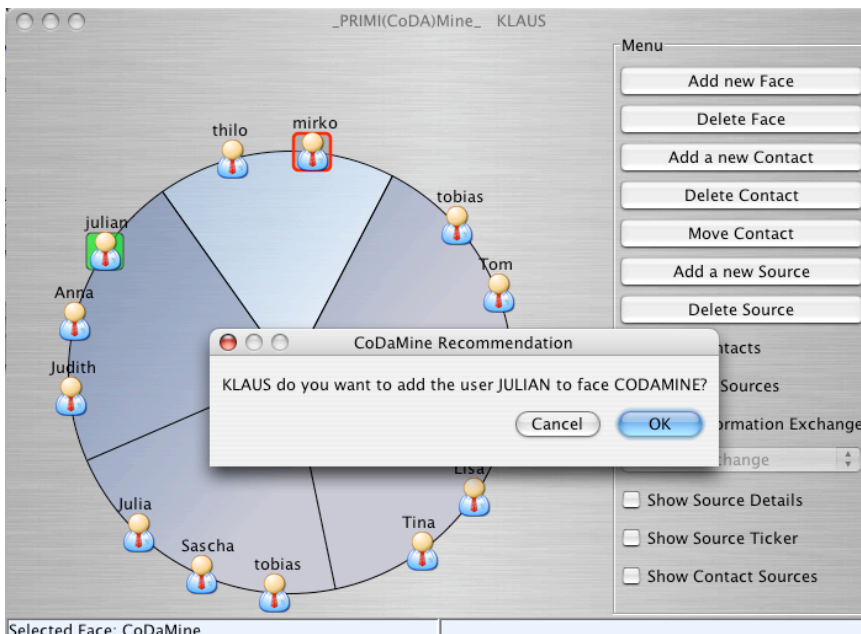 _PRIMI(CoDA)Mine_ KLAUS
Menu
Add new Face
Delete Face
Add a new Contact
Delete Contact
Move Contact
Add a new Source
Delete Source
ntacts
Sources
ormation Exchange
change
Show Source Details
Show Source Ticker
Show Contact Sources
thilo
mirko
tobias
julian
Tom
Anna
Judith
CoDaMine Recommendation
KLAUS do you want to add the user JULIAN to face CODAMINE?
Cancel
OK
Lisa
Julia
Tina
Sascha
tobias
Selected Face: CoDaMine